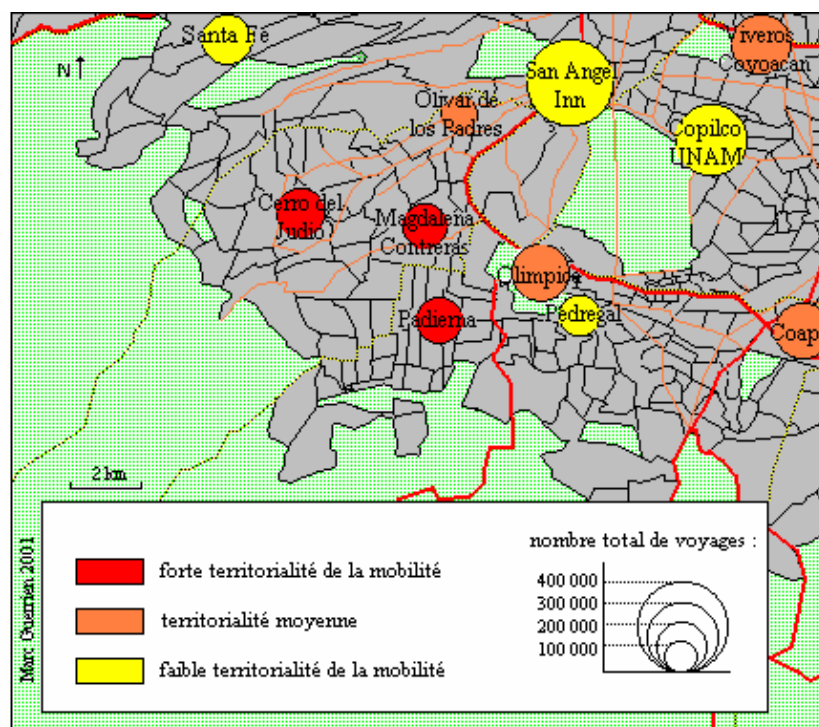 Santa Fé
N
San Angel
Inn
Viveros
Coyoacan
Olivar de
los Padres
Copilco
UNAM
Cerro del
Judio
Magdalena
Contreras
Olimpico
Pedregal
Padierna
Coap
2 km
Marc Guerrien 2001
nombre total de voyages :
400 000
300 000
200 000
100 000
forte territorialité de la mobilité
territorialité moyenne
faible territorialité de la mobilité